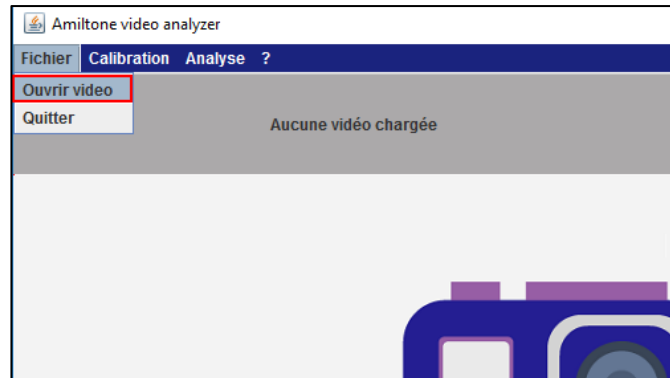 Amiltone video analyzer
Fichier Calibration Analyse ?
Ouvrir video
Quitter
Aucune vidéo chargée